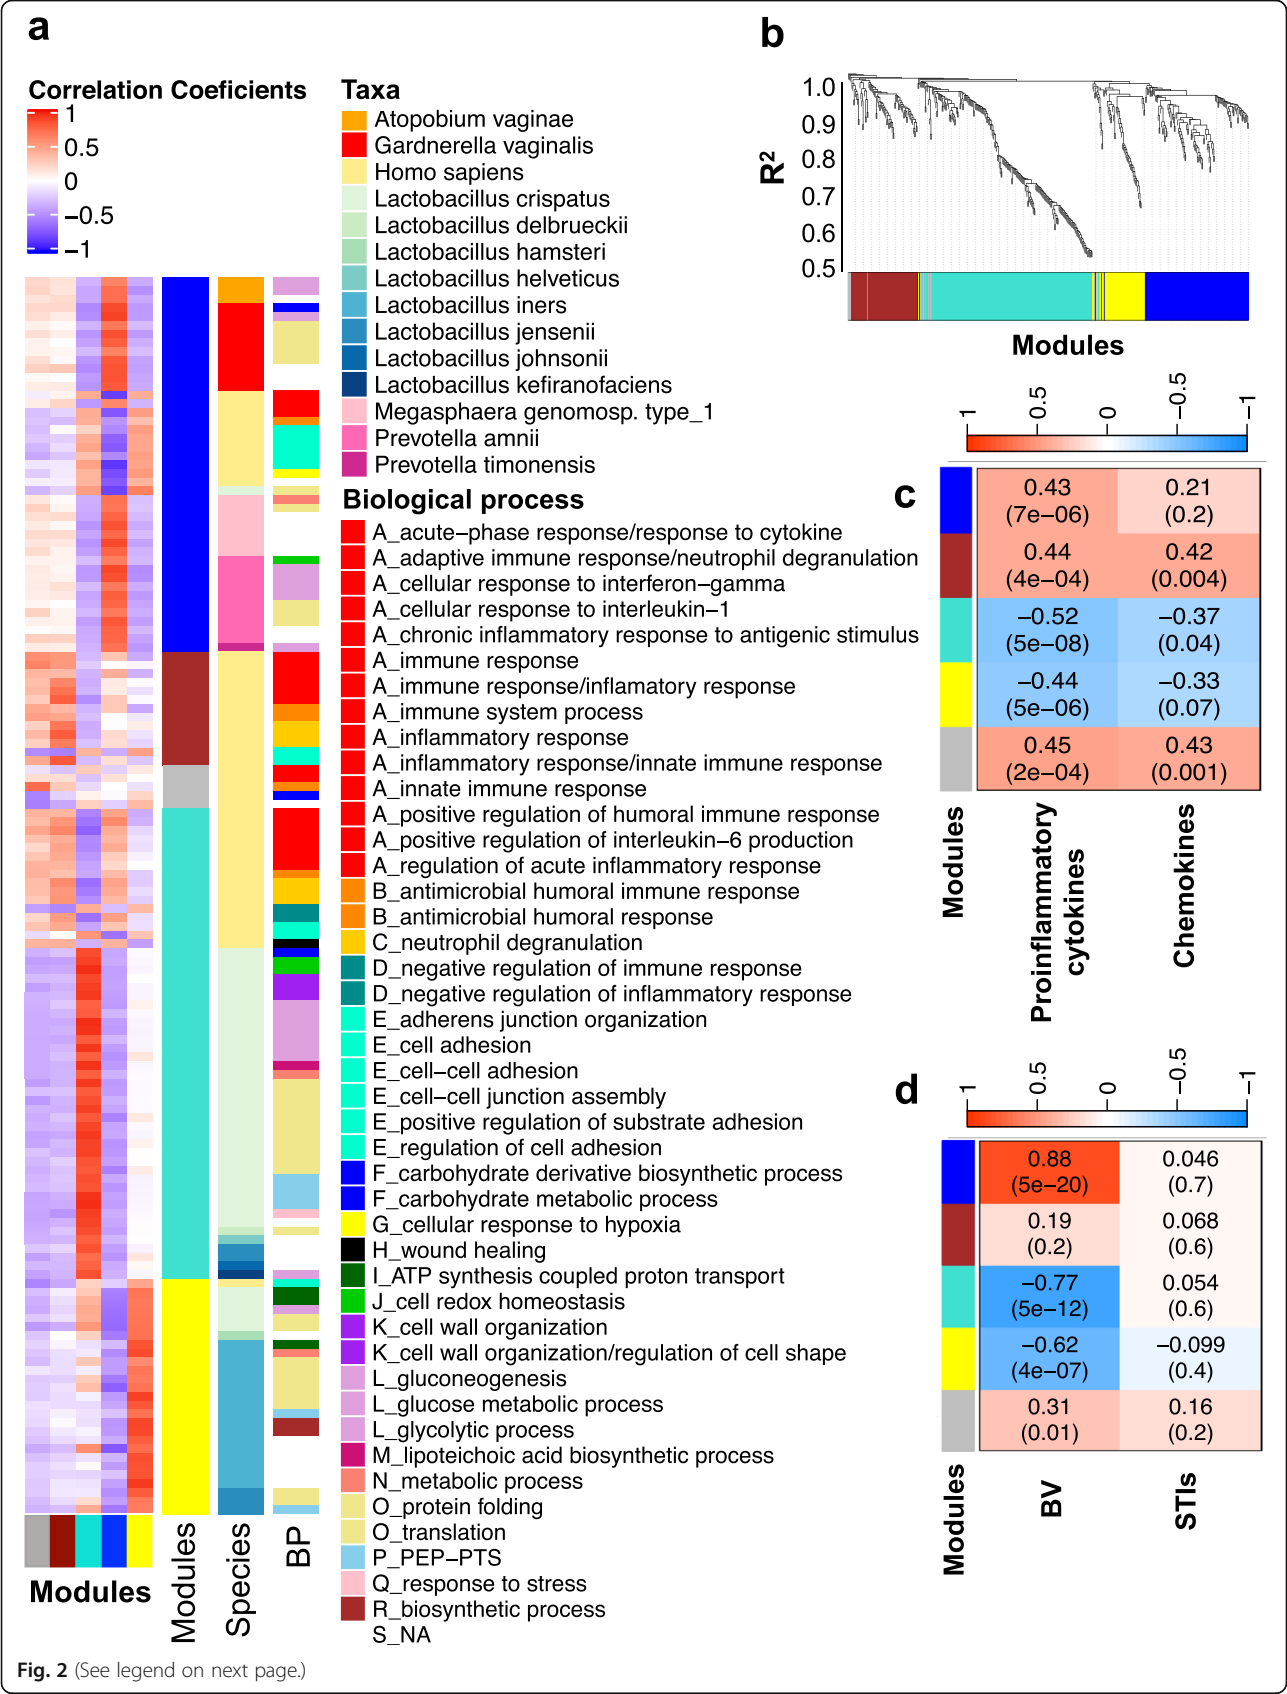 a
Correlation Coeficients
1
0.5
0
−0.5
−1
Modules
Modules
Species
BP
Taxa
Atopobium vaginae
Gardnerella vaginalis
Homo sapiens
Lactobacillus crispatus
Lactobacillus delbrueckii
Lactobacillus hamsteri
Lactobacillus helveticus
Lactobacillus iners
Lactobacillus jensenii
Lactobacillus johnsonii
Lactobacillus kefiranofaciens
Megasphaera genomosp. type_1
Prevotella amnii
Prevotella timonensis
Biological process
A_acute−phase response/response to cytokine
A_adaptive immune response/neutrophil degranulation
A_cellular response to interferon−gamma
A_cellular response to interleukin−1
A_chronic inflammatory response to antigenic stimulus
A_immune response
A_immune response/inflamatory response
A_immune system process
A_inflammatory response
A_inflammatory response/innate immune response
A_innate immune response
A_positive regulation of humoral immune response
A_positive regulation of interleukin−6 production
A_regulation of acute inflammatory response
B_antimicrobial humoral immune response
B_antimicrobial humoral response
C_neutrophil degranulation
D_negative regulation of immune response
D_negative regulation of inflammatory response
E_adherens junction organization
E_cell adhesion
E_cell−cell adhesion
E_cell−cell junction assembly
E_positive regulation of substrate adhesion
E_regulation of cell adhesion
F_carbohydrate derivative biosynthetic process
F_carbohydrate metabolic process
G_cellular response to hypoxia
H_wound healing
I_ATP synthesis coupled proton transport
J_cell redox homeostasis
K_cell wall organization
K_cell wall organization/regulation of cell shape
L_gluconeogenesis
L_glucose metabolic process
L_glycolytic process
M_lipoteichoic acid biosynthetic process
N_metabolic process
O_protein folding
O_translation
P_PEP−PTS
Q_response to stress
R_biosynthetic process
S_NA
b
R²
1.0
0.9
0.8
0.7
0.6
0.5
Modules
c
1 0.5 0 −0.5 −1
0.43 0.21
(7e−06) (0.2)
0.44 0.42
(4e−04) (0.004)
−0.52 −0.37
(5e−08) (0.04)
−0.44 −0.33
(5e−06) (0.07)
0.45 0.43
(2e−04) (0.001)
Modules
Proinflammatory
cytokines
Chemokines
d
1 0.5 0 −0.5 −1
0.88 0.046
(5e−20) (0.7)
0.19 0.068
(0.2) (0.6)
−0.77 0.054
(5e−12) (0.6)
−0.62 −0.099
(4e−07) (0.4)
0.31 0.16
(0.01) (0.2)
Modules
BV
STIs
Fig. 2 (See legend on next page.)